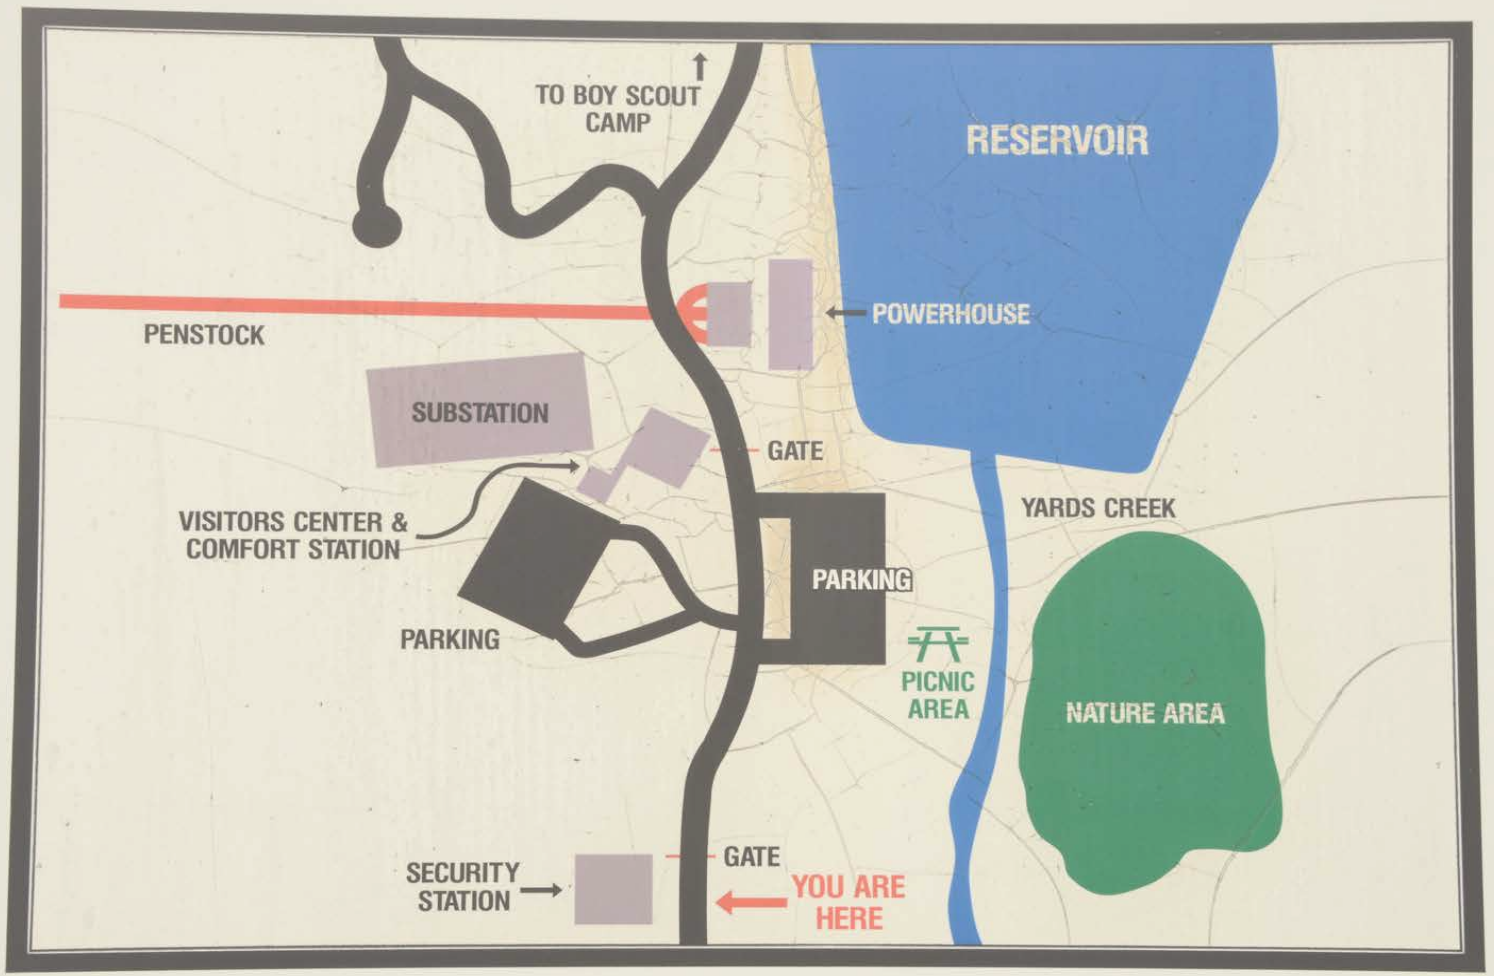 TO BOY SCOUT
CAMP
RESERVOIR
POWERHOUSE
PENSTOCK
SUBSTATION
GATE
VISITORS CENTER &
COMFORT STATION
YARDS CREEK
PARKING
PARKING
PICNIC
AREA
NATURE AREA
GATE
SECURITY
STATION
YOU ARE
HERE